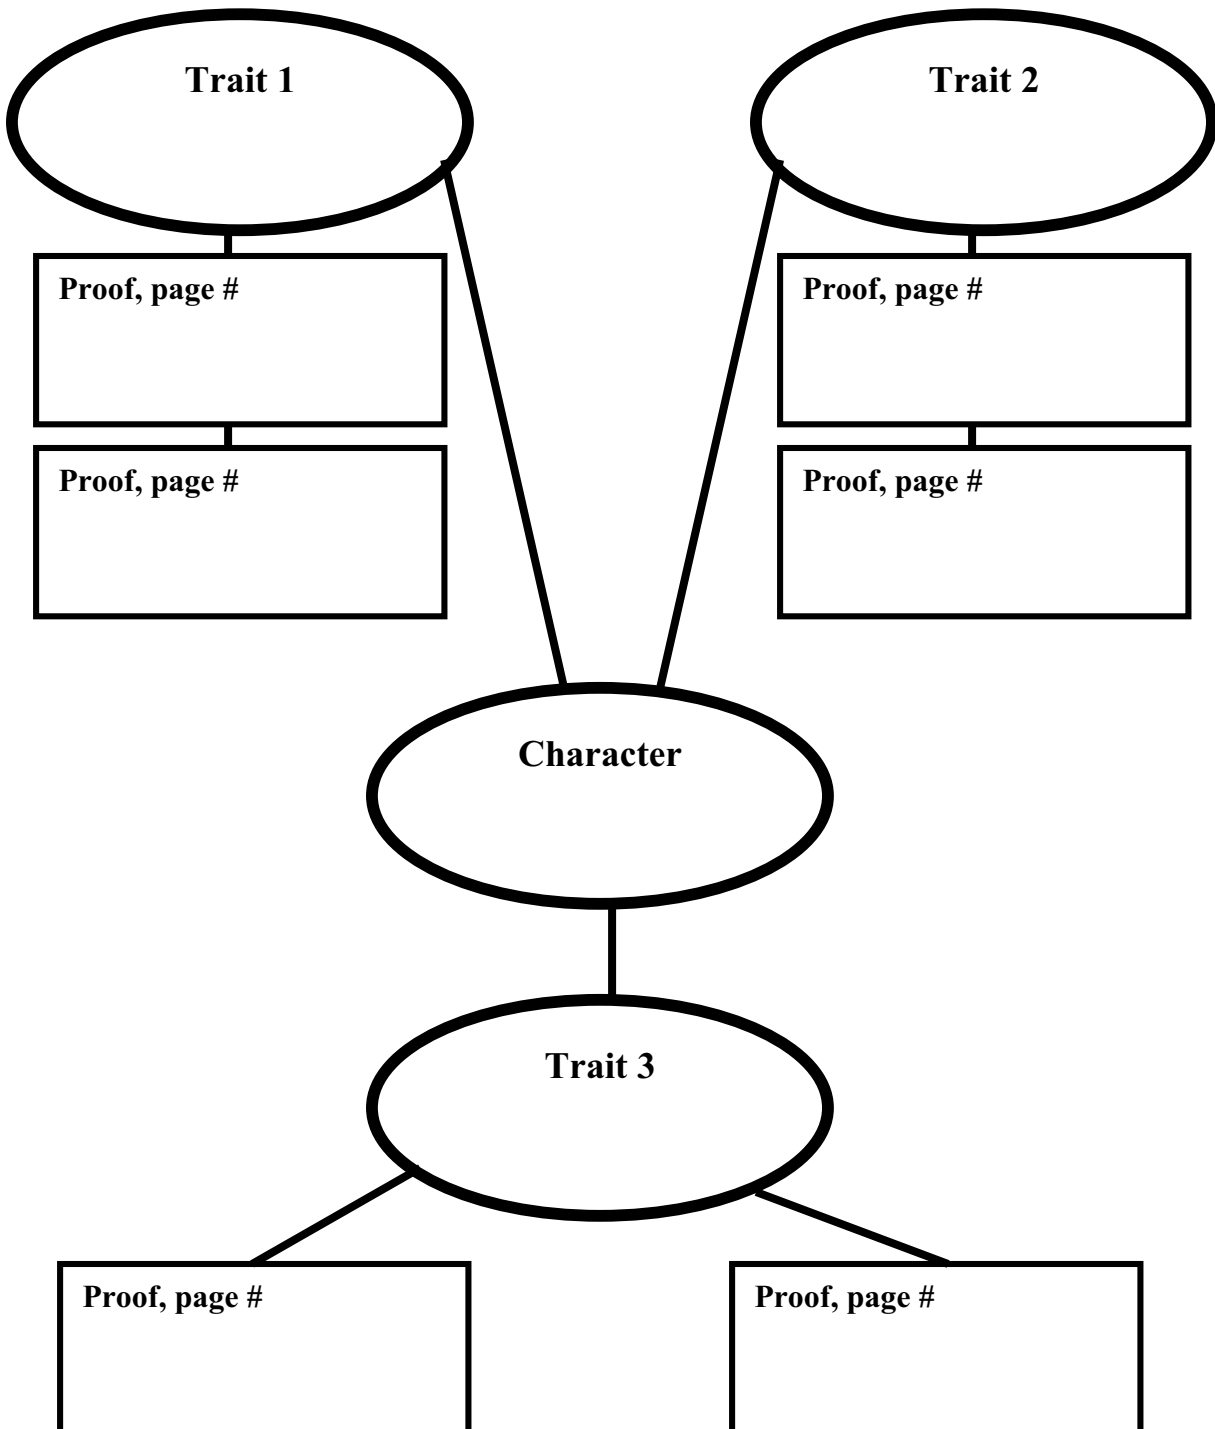 Trait 1
Trait 2
Proof, page #
Proof, page #
Proof, page #
Proof, page #
Character
Trait 3
Proof, page #
Proof, page #